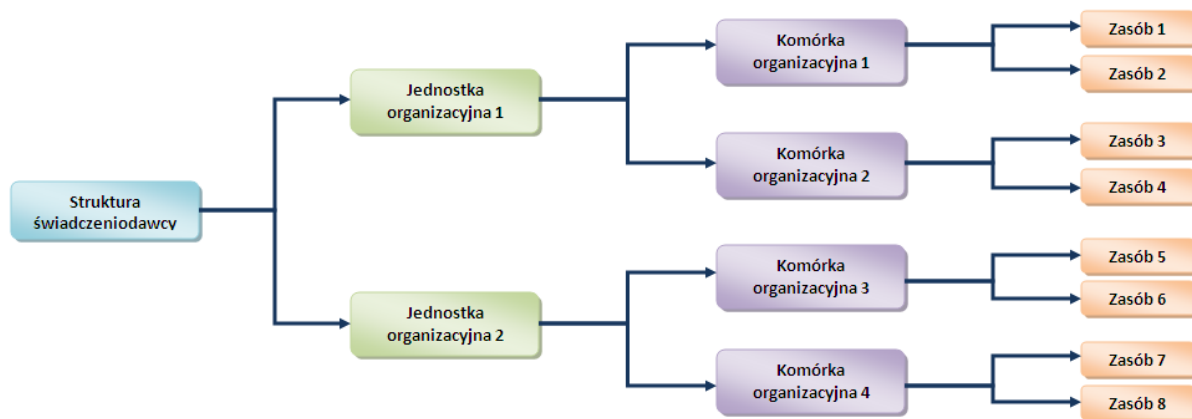 Struktura
świadczeniodawcy
Jednostka
organizacyjna 1
Komórka
organizacyjna 1
Zasób 1
Zasób 2
Komórka
organizacyjna 2
Zasób 3
Zasób 4
Jednostka
organizacyjna 2
Komórka
organizacyjna 3
Zasób 5
Zasób 6
Komórka
organizacyjna 4
Zasób 7
Zasób 8